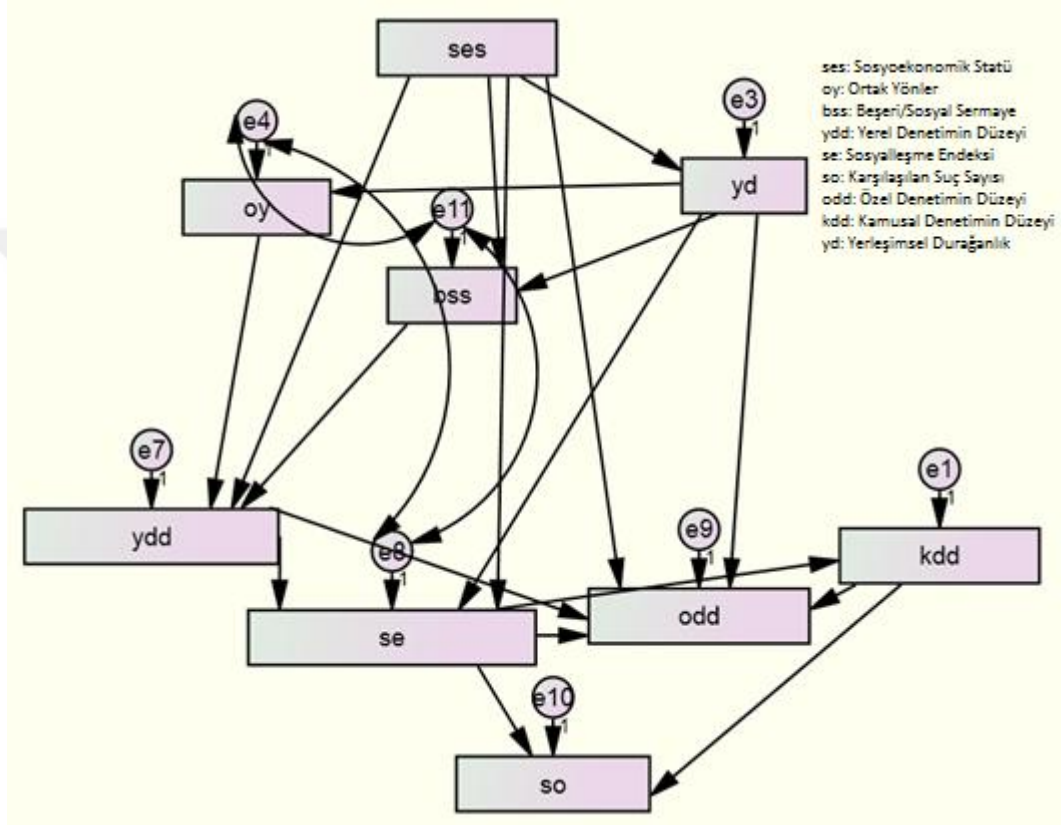 ses
ses: Sosyoekonomik Statü
oy: Ortak Yönler
bss: Beşeri/Sosyal Sermaye
ydd: Yerel Denetimin Düzeyi
se: Sosyalleşme Endeksi
so: Karşılaşılan Suç Sayısı
odd: Özel Denetimin Düzeyi
kdd: Kamusal Denetimin Düzeyi
yd: Yerleşimsel Durağanlık
e3
1
yd
e4
1
oy
e11
1
bss
e7
1
ydd
e1
1
kdd
e9
1
odd
e8
1
se
e10
1
so